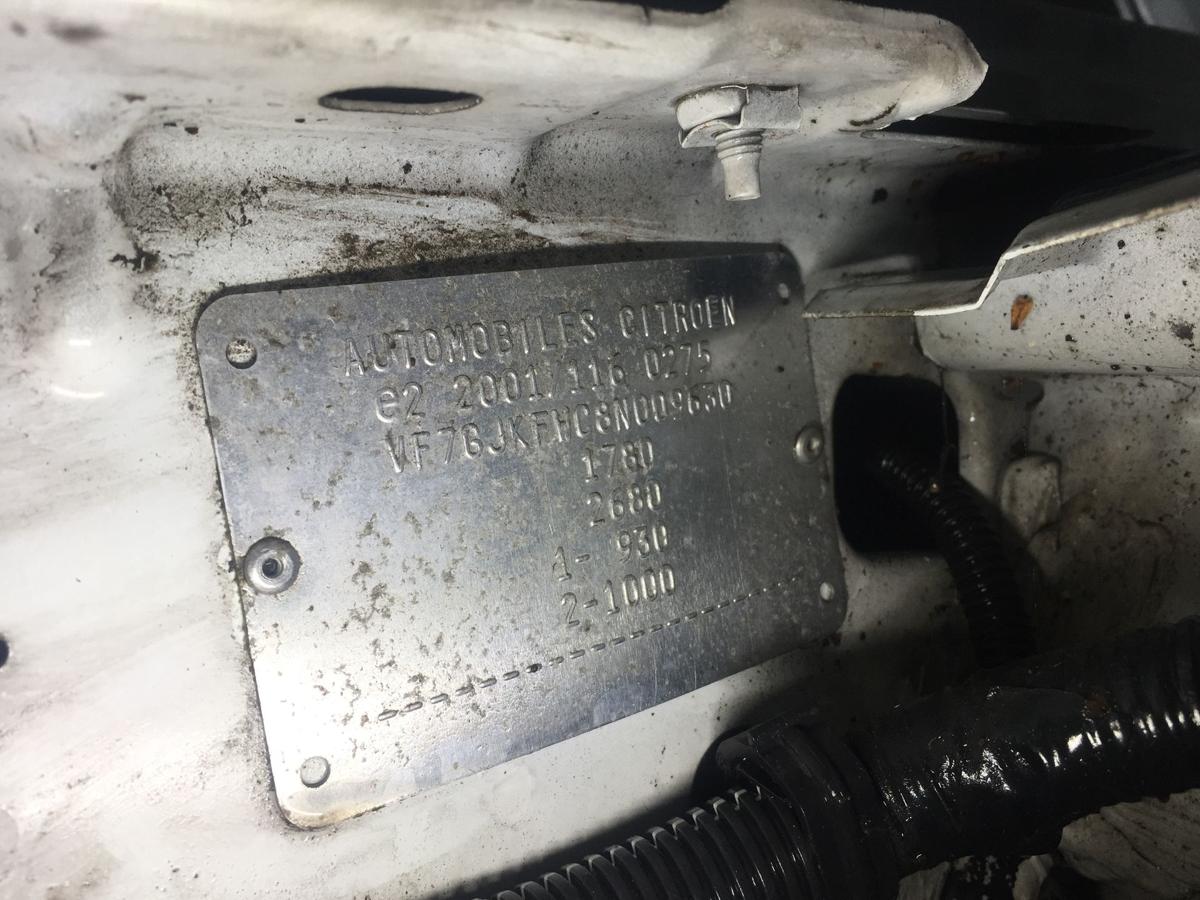 AUTOMOBILES CITROEN
e2 2001/116 0275
VF7GJKFWC8N009630
1780
2680
1- 930
2-1000